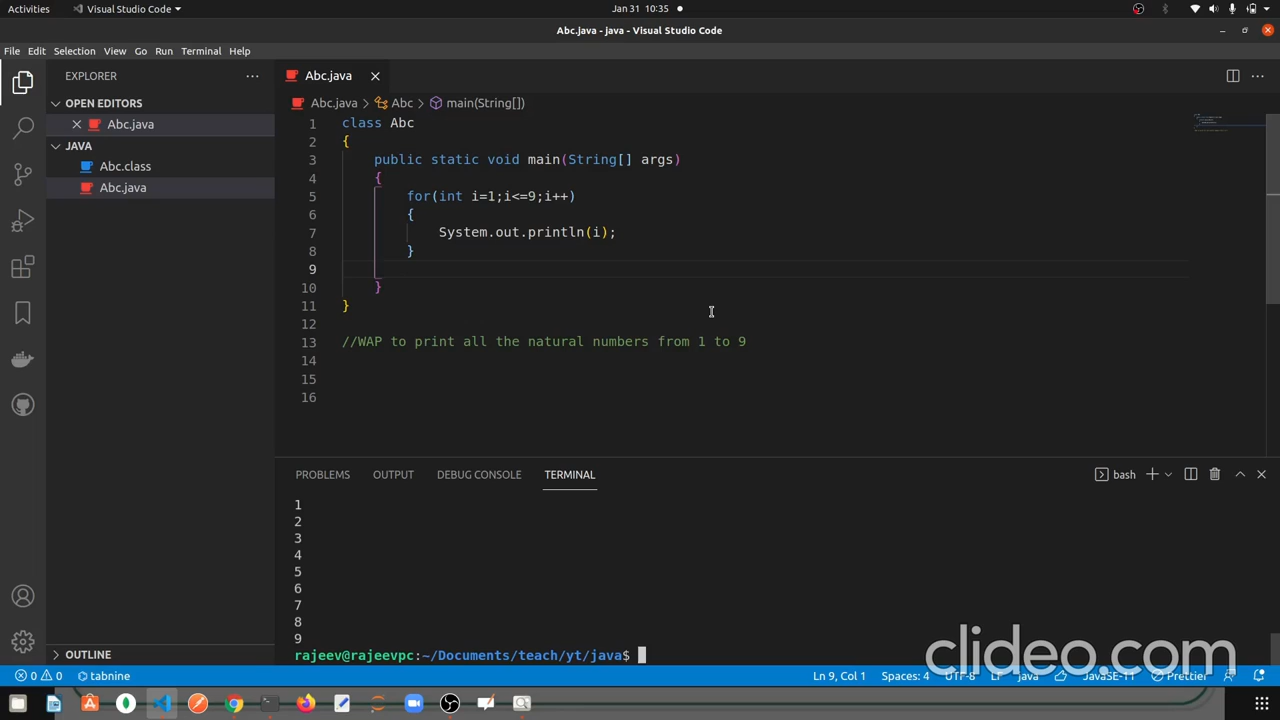 Activities Visual Studio Code Jan 31 10:35
Abc.java - java - Visual Studio Code
File Edit Selection View Go Run Terminal Help
EXPLORER
OPEN EDITORS
Abc.java
JAVA
Abc.class
Abc.java
OUTLINE
Abc.java
Abc.java > Abc > main(String[])
1 class Abc
2 {
3 public static void main(String[] args)
4 {
5 for(int i=1;i<=9;i++)
6 {
7 System.out.println(i);
8 }
9
10 }
11 }
12
13 //WAP to print all the natural numbers from 1 to 9
14
15
16
PROBLEMS OUTPUT DEBUG CONSOLE TERMINAL bash
1
2
3
4
5
6
7
8
9
rajeev@rajeevpc:~/Documents/teach/yt/java$
clideo.com
0 0 tabnine Ln 9, Col 1 Spaces: 4 UTF-8 LF java JavaSE-11 Prettier